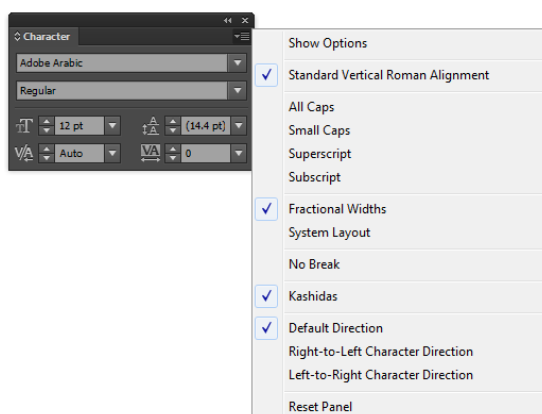 Character
Adobe Arabic
Regular
12 pt
(14.4 pt)
Auto
0
Show Options
Standard Vertical Roman Alignment
All Caps
Small Caps
Superscript
Subscript
Fractional Widths
System Layout
No Break
Kashidas
Default Direction
Right-to-Left Character Direction
Left-to-Right Character Direction
Reset Panel